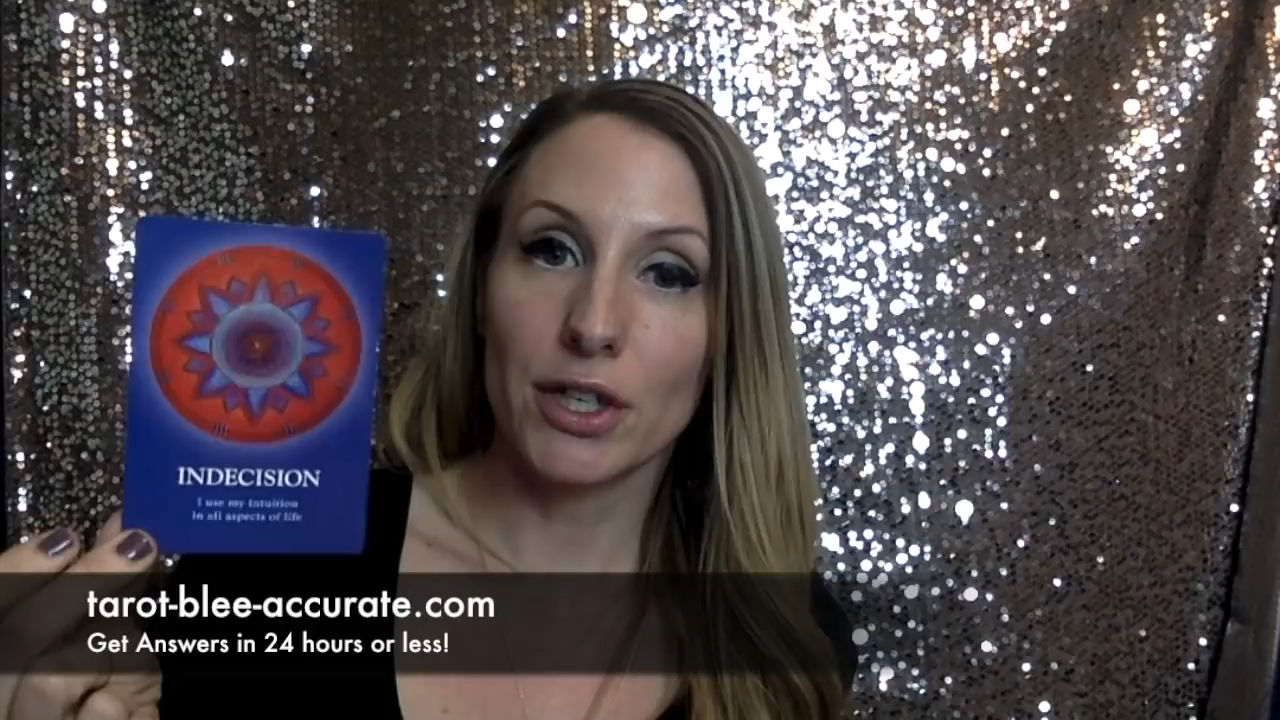 INDECISION
I use my intuition
in all aspects of life
tarot-blee-accurate.com
Get Answers in 24 hours or less!